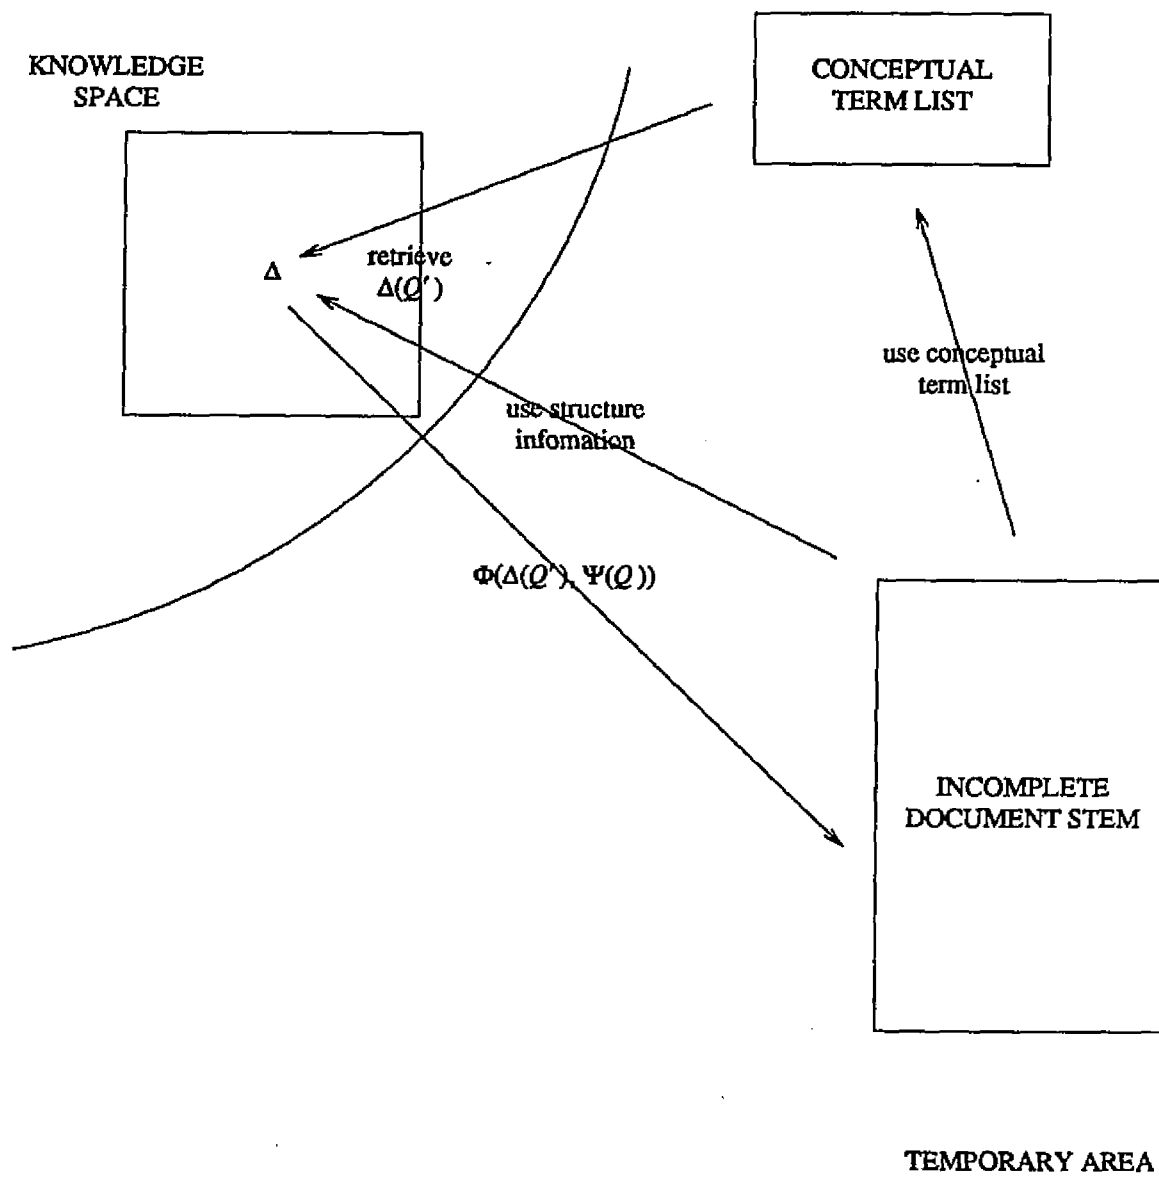 KNOWLEDGE
SPACE
CONCEPTUAL
TERM LIST
Δ
retrieve
Δ(Q′)
use conceptual
term list
use structure
infomation
Φ(Δ(Q′), Ψ(Q))
INCOMPLETE
DOCUMENT STEM
TEMPORARY AREA